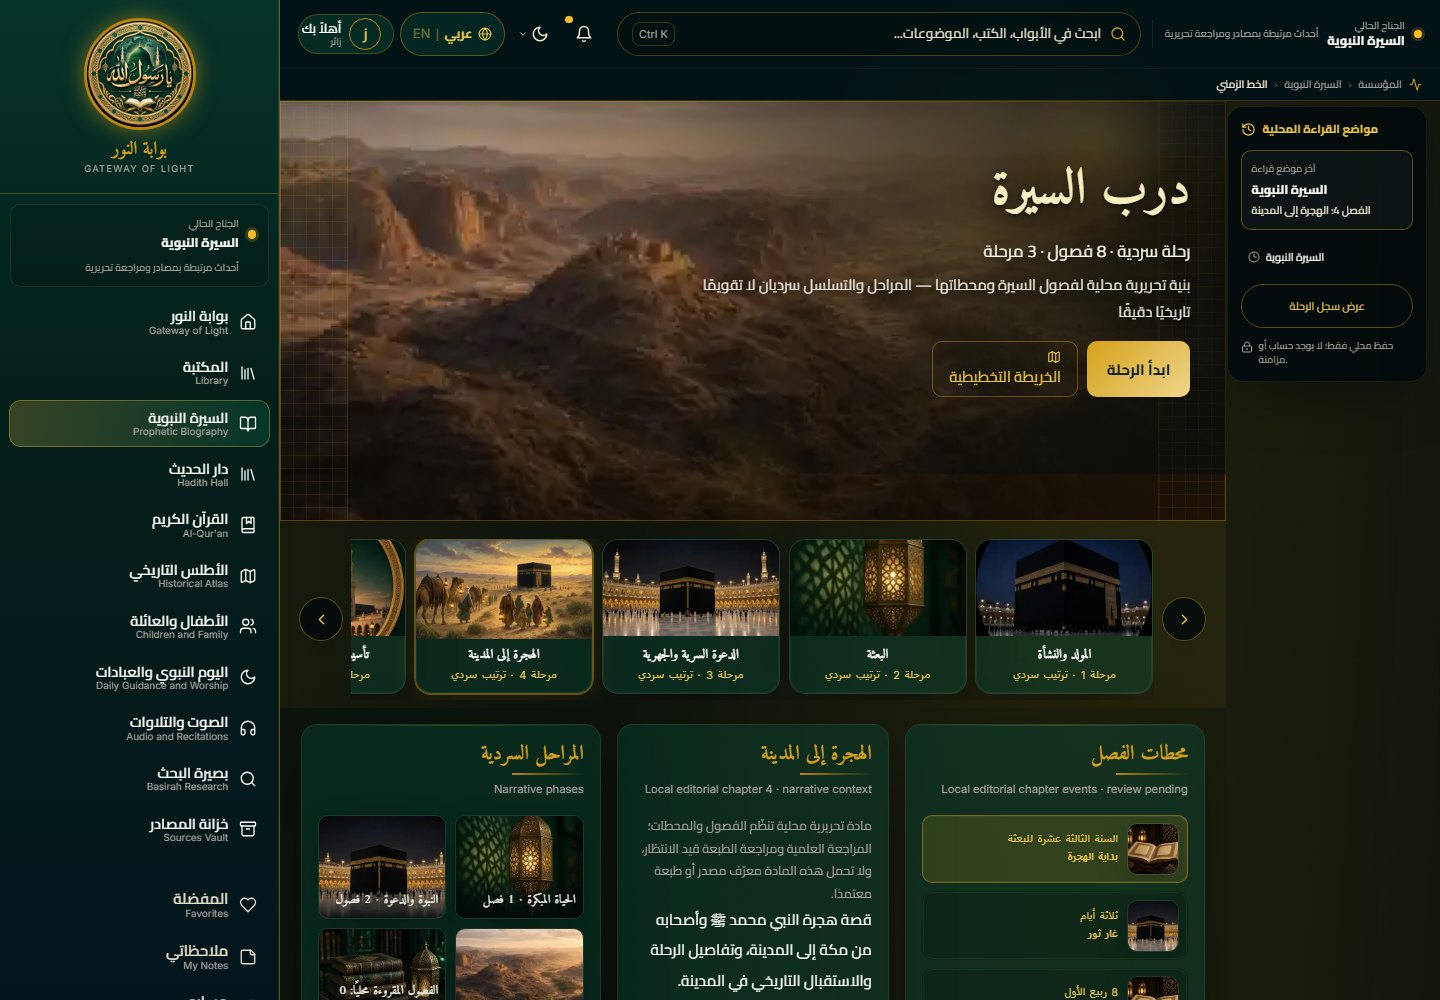 الجناح الحالي
السيرة النبوية
أحداث مرتبطة بمصادر ومراجعة تحريرية
ابحث في الأبواب، الكتب، الموضوعات...
Ctrl K
عربي | EN
أهلاً بك
زائر
ز
المؤسسة › السيرة النبوية › الخط الزمني
يا رسول الله
بوابة النور
GATEWAY OF LIGHT
الجناح الحالي
السيرة النبوية
أحداث مرتبطة بمصادر ومراجعة تحريرية
بوابة النور
Gateway of Light
المكتبة
Library
السيرة النبوية
Prophetic Biography
دار الحديث
Hadith Hall
القرآن الكريم
Al-Qur'an
الأطلس التاريخي
Historical Atlas
الأطفال والعائلة
Children and Family
اليوم النبوي والعبادات
Daily Guidance and Worship
الصوت والتلاوات
Audio and Recitations
بصيرة البحث
Basirah Research
خزانة المصادر
Sources Vault
المفضلة
Favorites
ملاحظاتي
My Notes
مواضع القراءة المحلية
آخر موضع قراءة
السيرة النبوية
الفصل 4: الهجرة إلى المدينة
السيرة النبوية
عرض سجل الرحلة
حفظ محلي فقط؛ لا يوجد حساب أو
مزامنة.
درب السيرة
رحلة سردية · 8 فصول · 3 مرحلة
بنية تحريرية محلية لفصول السيرة ومحطاتها — المراحل والتسلسل سرديان لا تقويمًا
تاريخيًا دقيقًا
ابدأ الرحلة
الخريطة التخطيطية
المولد والنشأة
مرحلة 1 · ترتيب سردي
البعثة
مرحلة 2 · ترتيب سردي
الدعوة السرية والجهرية
مرحلة 3 · ترتيب سردي
الهجرة إلى المدينة
مرحلة 4 · ترتيب سردي
محطات الفصل
Local editorial chapter events · review pending
السنة الثالثة عشرة للبعثة
بداية الهجرة
ثلاثة أيام
غار ثور
8 ربيع الأول
الهجرة إلى المدينة
Local editorial chapter 4 · narrative context
مادة تحريرية محلية تنظّم الفصول والمحطات؛
المراجعة العلمية ومراجعة الطبعة قيد الانتظار،
ولا تحمل هذه المادة معرّف مصدر أو طبعة
معتمدًا.
قصة هجرة النبي محمد ﷺ وأصحابه
من مكة إلى المدينة، وتفاصيل الرحلة
والاستقبال التاريخي في المدينة.
المراحل السردية
Narrative phases
الحياة المبكرة · 1 فصل
النبوة والدعوة · 2 فصول
الفصول المقروءة محليًا: 0